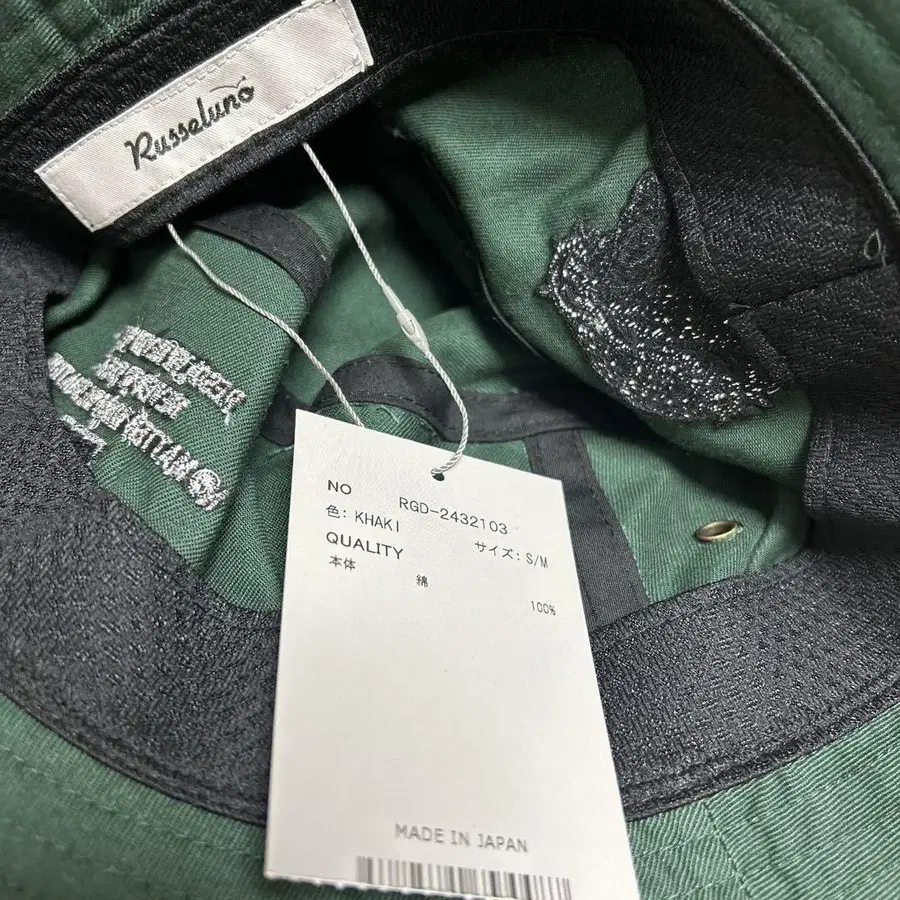 Russeluno
NO RGD-2432103
色: KHAKI サイズ: S/M
QUALITY
本体 綿
100%
MADE IN JAPAN